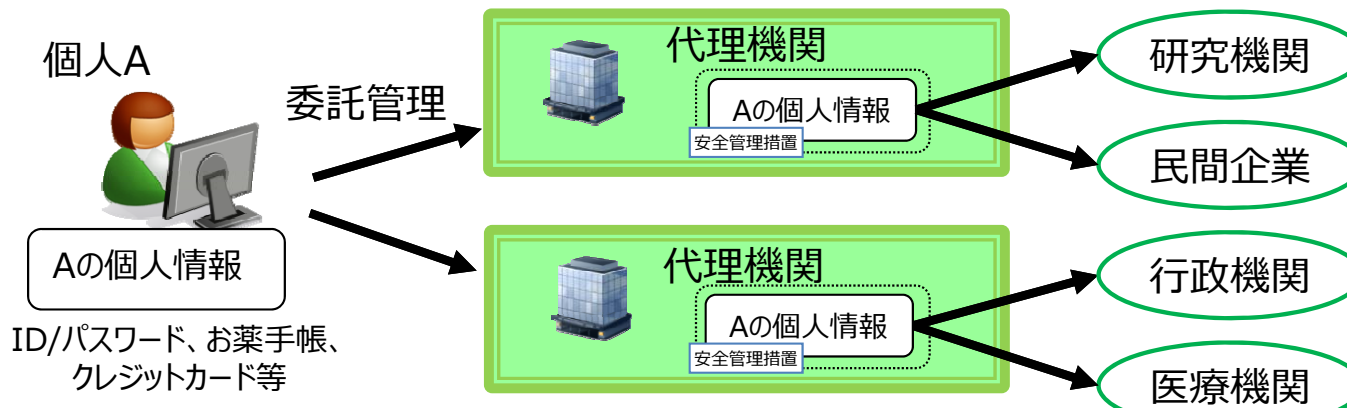 個人A
Aの個人情報
ID/パスワード、お薬手帳、
クレジットカード等
委託管理
代理機関
Aの個人情報
安全管理措置
研究機関
民間企業
代理機関
Aの個人情報
安全管理措置
行政機関
医療機関